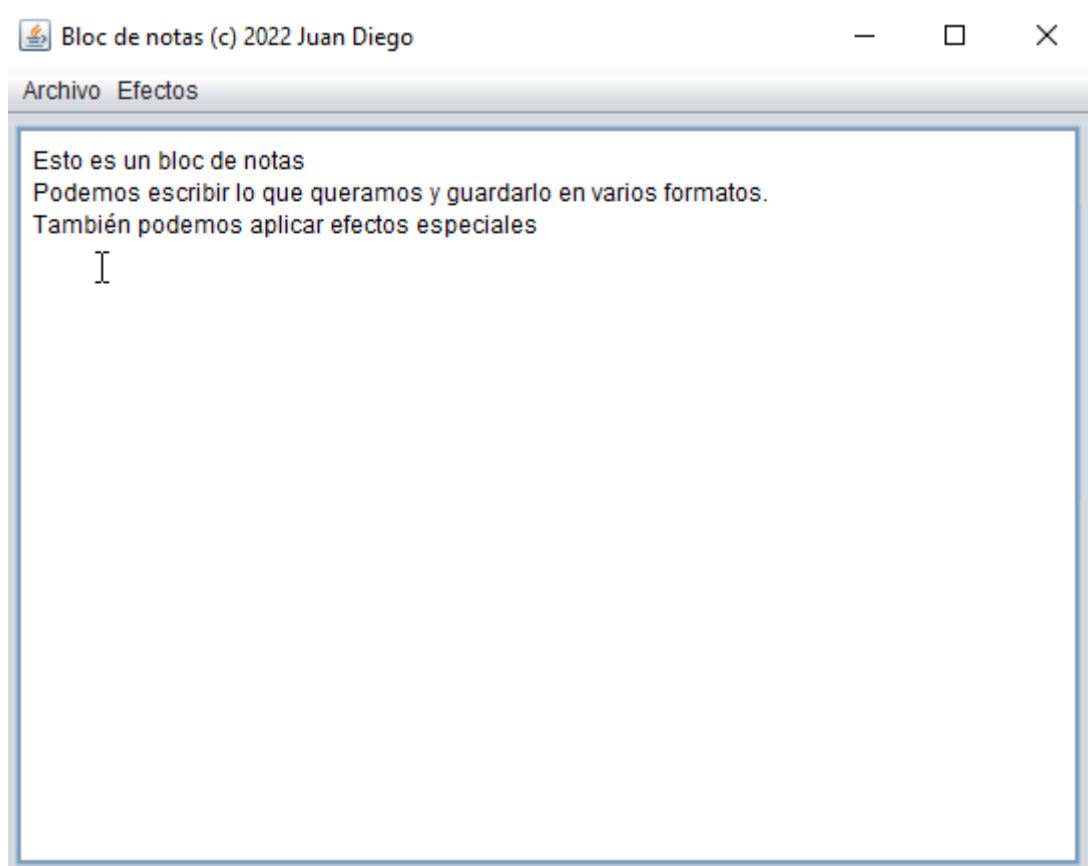 Bloc de notas (c) 2022 Juan Diego
Archivo Efectos
Esto es un bloc de notas
Podemos escribir lo que queramos y guardarlo en varios formatos.
También podemos aplicar efectos especiales